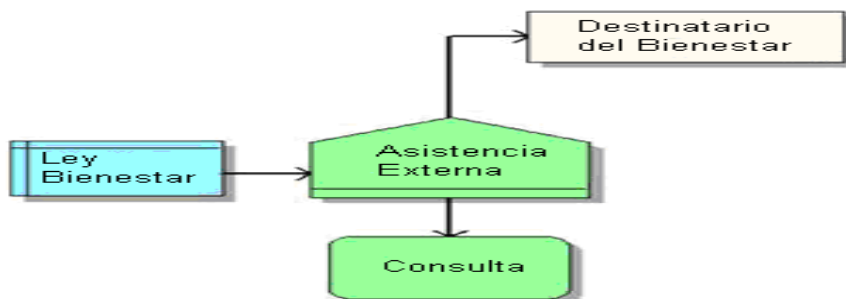 Destinatario
del Bienestar
Ley
Bienestar
Asistencia
Externa
Consulta